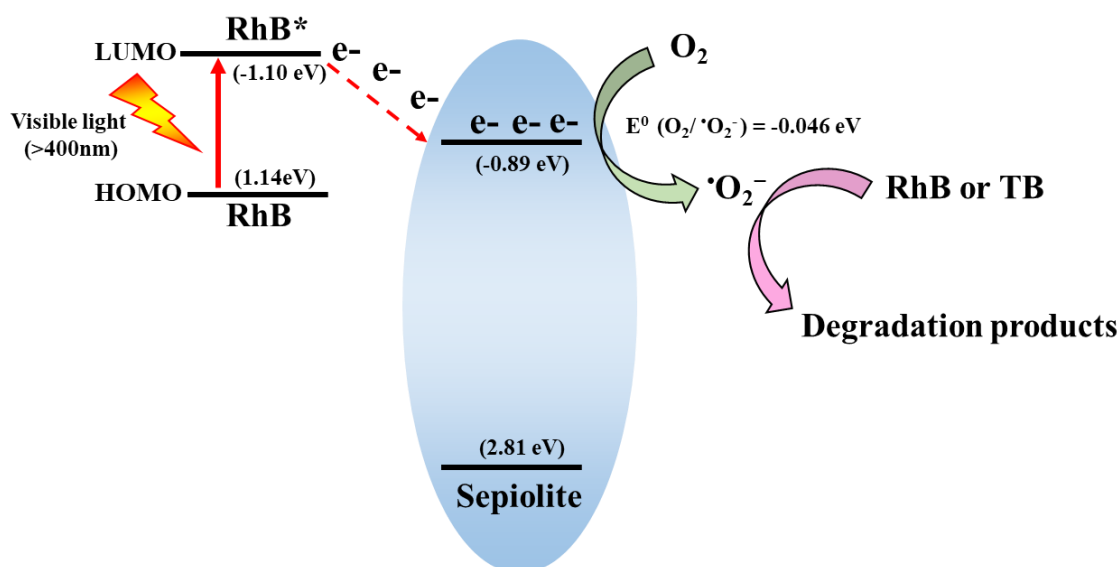 RhB*
LUMO
e-
(-1.10 eV)
e-
e-
Visible light
(>400nm)
(1.14eV)
HOMO
RhB
e- e- e-
(-0.89 eV)
O₂
E⁰ (O₂/ •O₂⁻) = -0.046 eV
•O₂⁻
RhB or TB
Degradation products
(2.81 eV)
Sepiolite